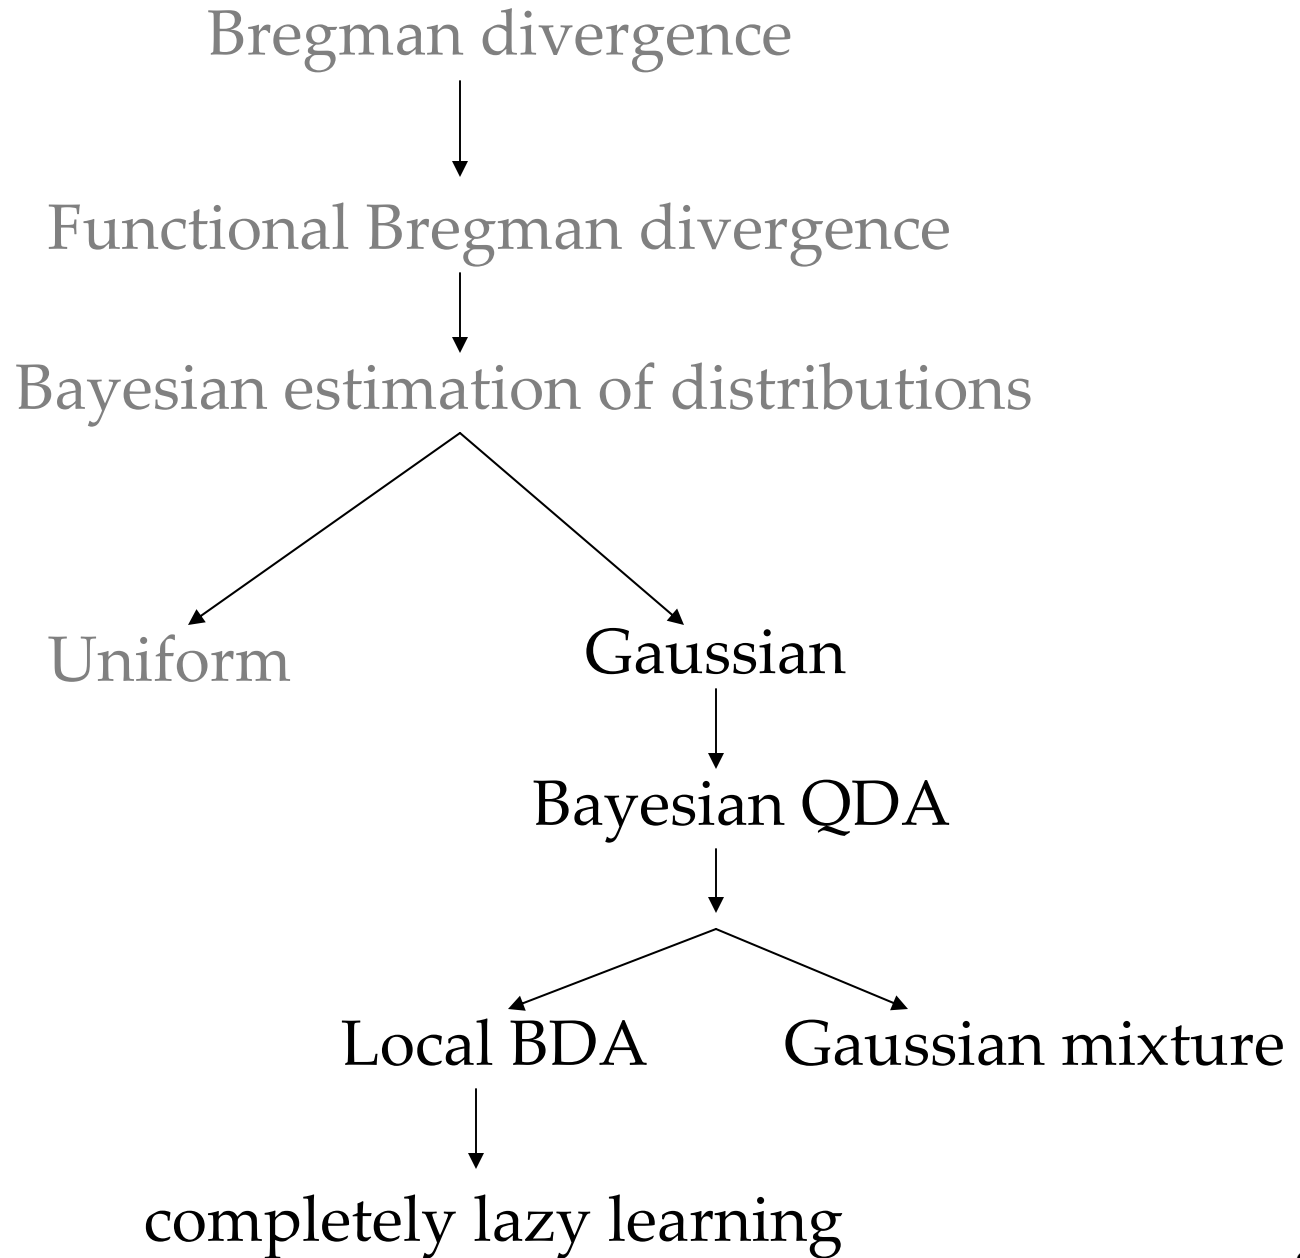 Bregman divergence
Functional Bregman divergence
Bayesian estimation of distributions
Uniform
Gaussian
Bayesian QDA
Local BDA
Gaussian mixture
completely lazy learning